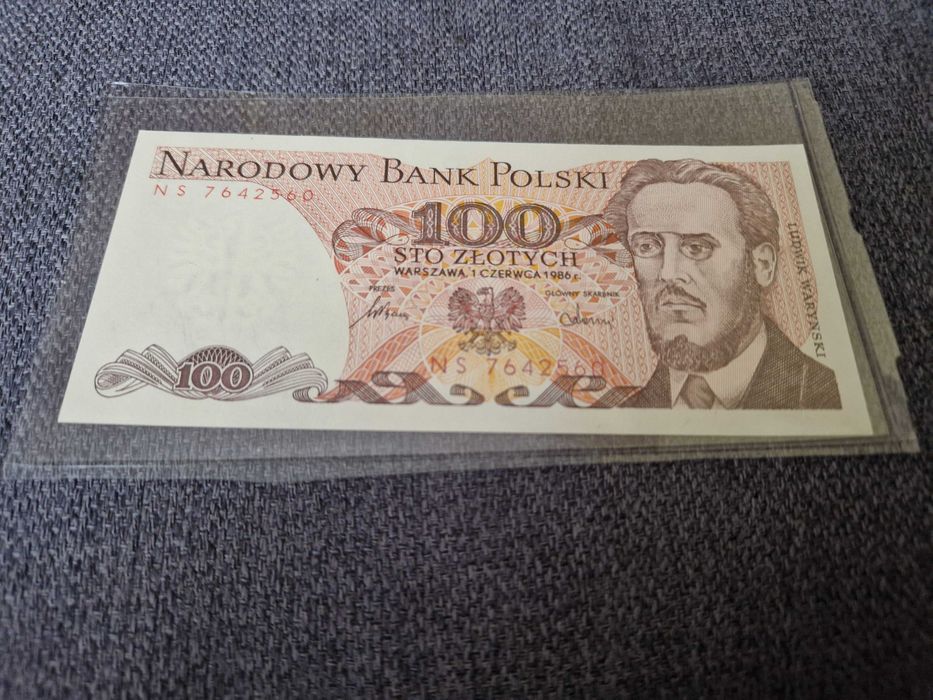 NARODOWY BANK POLSKI
NS 7642560
100
STO ZŁOTYCH
WARSZAWA, 1 CZERWCA 1986 r.
PREZES
GŁÓWNY SKARBNIK
NS 7642560
100
LUDWIK WARYŃSKI